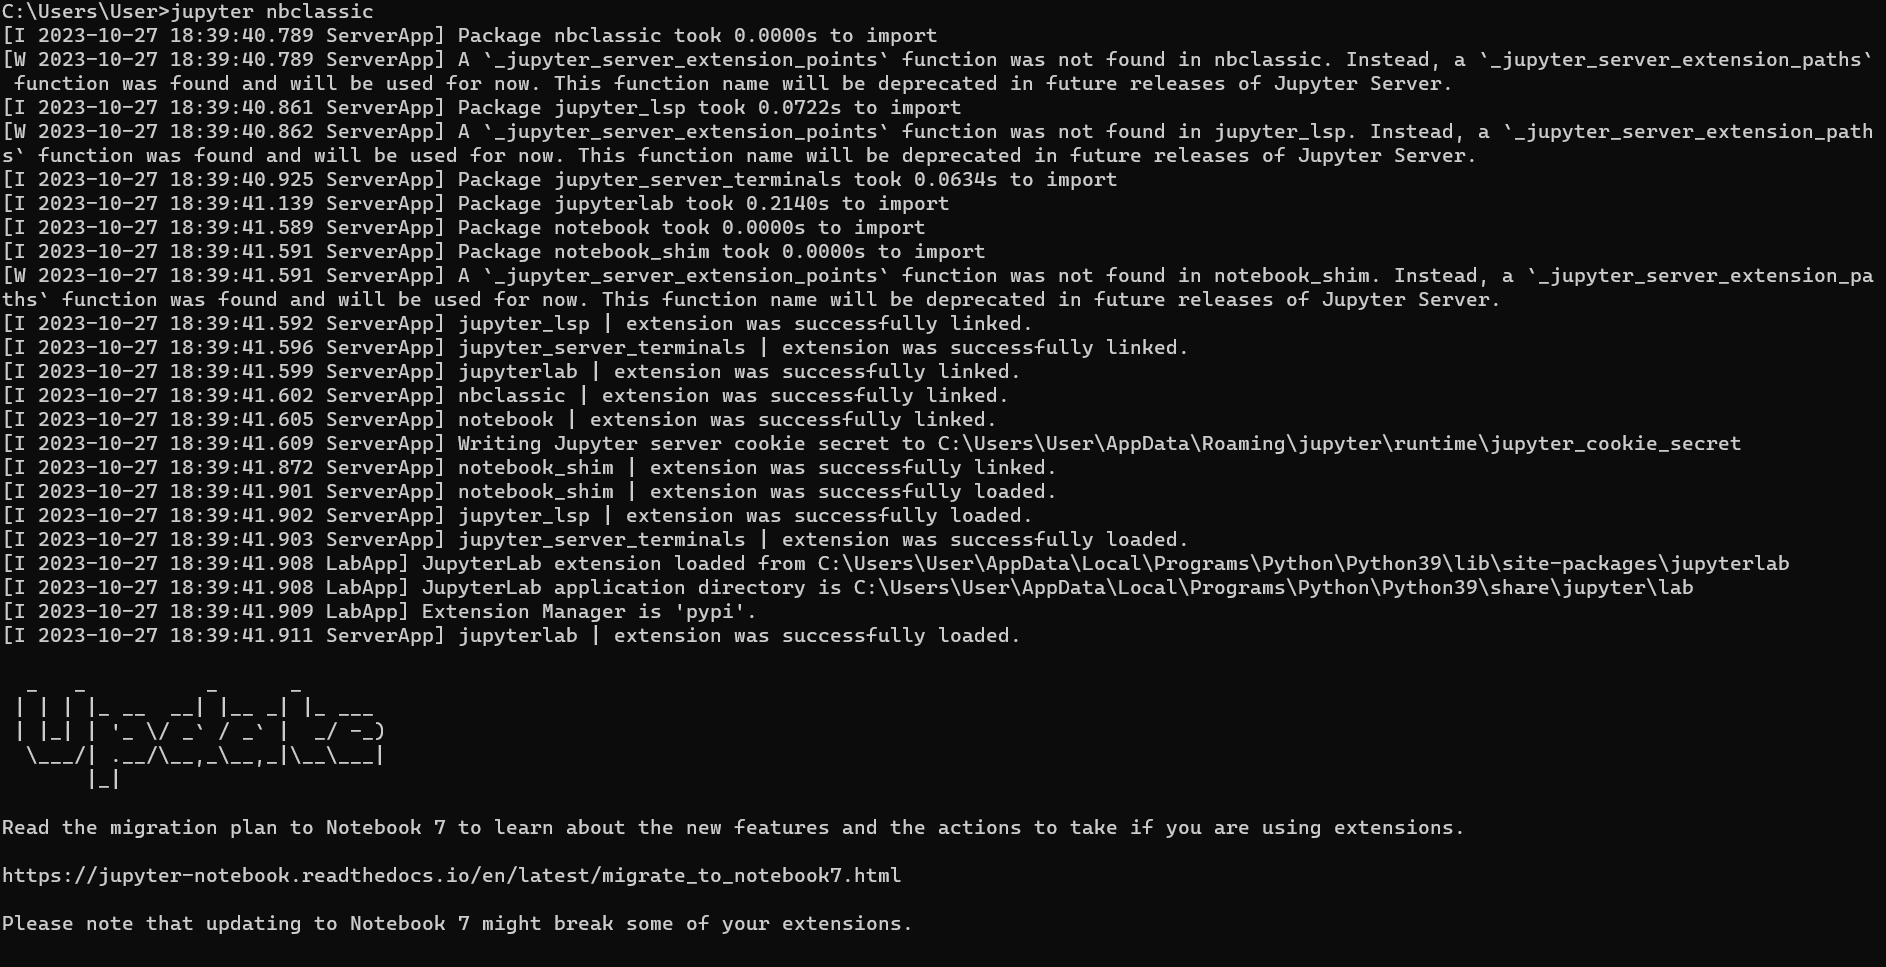 C:\Users\User>jupyter nbclassic
[I 2023-10-27 18:39:40.789 ServerApp] Package nbclassic took 0.0000s to import
[W 2023-10-27 18:39:40.789 ServerApp] A `_jupyter_server_extension_points` function was not found in nbclassic. Instead, a `_jupyter_server_extension_paths`
 function was found and will be used for now. This function name will be deprecated in future releases of Jupyter Server.
[I 2023-10-27 18:39:40.861 ServerApp] Package jupyter_lsp took 0.0722s to import
[W 2023-10-27 18:39:40.862 ServerApp] A `_jupyter_server_extension_points` function was not found in jupyter_lsp. Instead, a `_jupyter_server_extension_path
s` function was found and will be used for now. This function name will be deprecated in future releases of Jupyter Server.
[I 2023-10-27 18:39:40.925 ServerApp] Package jupyter_server_terminals took 0.0634s to import
[I 2023-10-27 18:39:41.139 ServerApp] Package jupyterlab took 0.2140s to import
[I 2023-10-27 18:39:41.589 ServerApp] Package notebook took 0.0000s to import
[I 2023-10-27 18:39:41.591 ServerApp] Package notebook_shim took 0.0000s to import
[W 2023-10-27 18:39:41.591 ServerApp] A `_jupyter_server_extension_points` function was not found in notebook_shim. Instead, a `_jupyter_server_extension_pa
ths` function was found and will be used for now. This function name will be deprecated in future releases of Jupyter Server.
[I 2023-10-27 18:39:41.592 ServerApp] jupyter_lsp | extension was successfully linked.
[I 2023-10-27 18:39:41.596 ServerApp] jupyter_server_terminals | extension was successfully linked.
[I 2023-10-27 18:39:41.599 ServerApp] jupyterlab | extension was successfully linked.
[I 2023-10-27 18:39:41.602 ServerApp] nbclassic | extension was successfully linked.
[I 2023-10-27 18:39:41.605 ServerApp] notebook | extension was successfully linked.
[I 2023-10-27 18:39:41.609 ServerApp] Writing Jupyter server cookie secret to C:\Users\User\AppData\Roaming\jupyter\runtime\jupyter_cookie_secret
[I 2023-10-27 18:39:41.872 ServerApp] notebook_shim | extension was successfully linked.
[I 2023-10-27 18:39:41.901 ServerApp] notebook_shim | extension was successfully loaded.
[I 2023-10-27 18:39:41.902 ServerApp] jupyter_lsp | extension was successfully loaded.
[I 2023-10-27 18:39:41.903 ServerApp] jupyter_server_terminals | extension was successfully loaded.
[I 2023-10-27 18:39:41.908 LabApp] JupyterLab extension loaded from C:\Users\User\AppData\Local\Programs\Python\Python39\lib\site-packages\jupyterlab
[I 2023-10-27 18:39:41.908 LabApp] JupyterLab application directory is C:\Users\User\AppData\Local\Programs\Python\Python39\share\jupyter\lab
[I 2023-10-27 18:39:41.909 LabApp] Extension Manager is 'pypi'.
[I 2023-10-27 18:39:41.911 ServerApp] jupyterlab | extension was successfully loaded.

  _   _          _      _
 | | | |_ __  __| |__ _| |_ ___
 | |_| | '_ \/ _` / _` |  _/ -_)
  \___/| .__/\__,_\__,_|\__\___|
       |_|

Read the migration plan to Notebook 7 to learn about the new features and the actions to take if you are using extensions.

https://jupyter-notebook.readthedocs.io/en/latest/migrate_to_notebook7.html

Please note that updating to Notebook 7 might break some of your extensions.